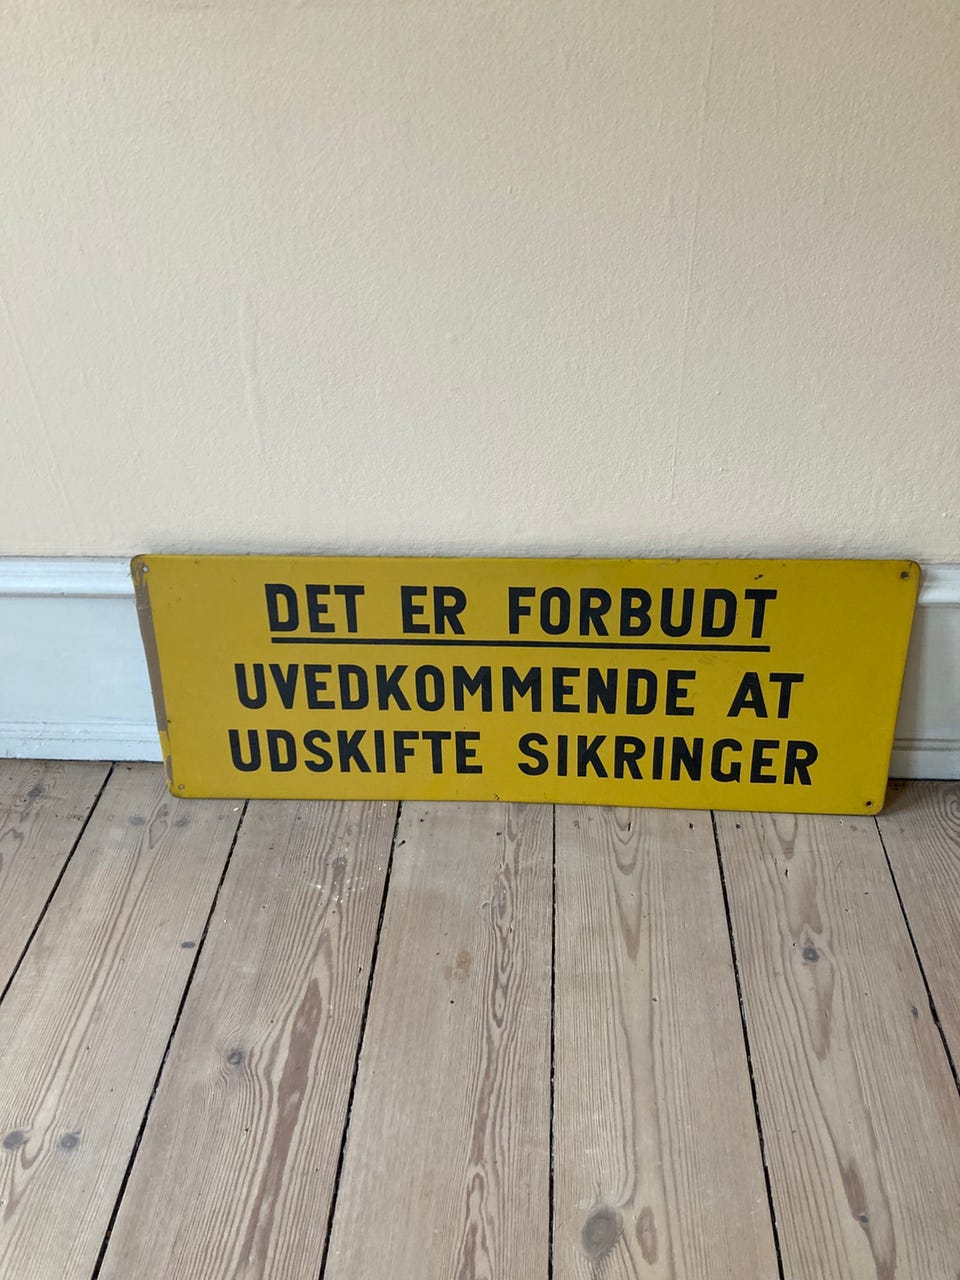 DET ER FORBUDT
UVEDKOMMENDE AT
UDSKIFTE SIKRINGER